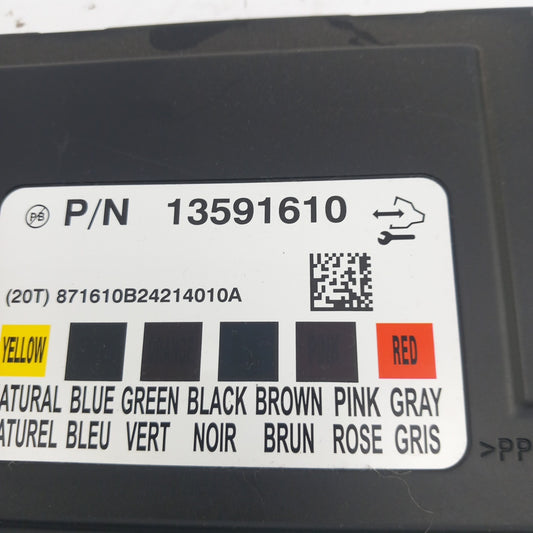 PB P/N 13591610
(20T) 871610B24214010A
YELLOW RED
ATURAL BLUE GREEN BLACK BROWN PINK GRAY
ATUREL BLEU VERT NOIR BRUN ROSE GRIS
>PP